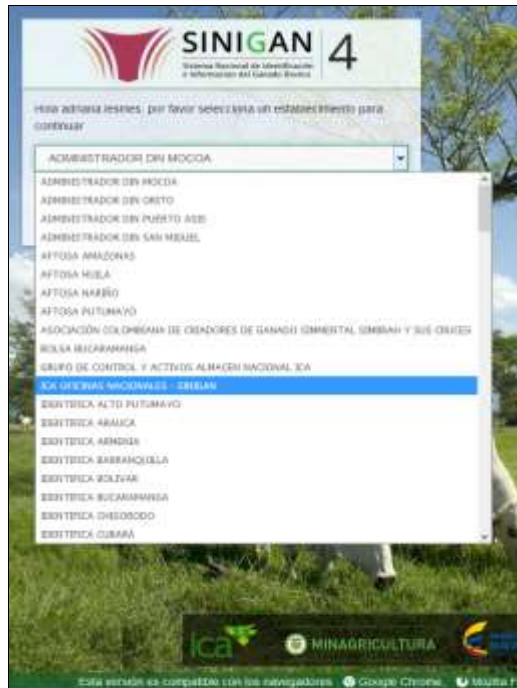 SINIGAN 4
Sistema Nacional de Identificación
e Información del Ganado Bovino
Hola adriana lesmes, por favor selecciona un establecimiento para
continuar
ADMINISTRADOR DIN MOCOA
ADMINISTRADOR DIN MOCOA
ADMINISTRADOR DIN ORITO
ADMINISTRADOR DIN PUERTO ASIS
ADMINISTRADOR DIN SAN MIGUEL
AFTOSA AMAZONAS
AFTOSA HUILA
AFTOSA NARIÑO
AFTOSA PUTUMAYO
ASOCIACIÓN COLOMBIANA DE CRIADORES DE GANADO SIMMENTAL SIMBRAH Y SUS CRUCES
BOLSA BUCARAMANGA
GRUPO DE CONTROL Y ACTIVOS ALMACEN NACIONAL ICA
ICA OFICINAS NACIONALES - SINIGAN
IDENTIFICA ALTO PUTUMAYO
IDENTIFICA ARAUCA
IDENTIFICA ARMENIA
IDENTIFICA BARRANQUILLA
IDENTIFICA BOLIVAR
IDENTIFICA BUCARAMANGA
IDENTIFICA CHIGORODO
IDENTIFICA CUBARÁ
ica
MINAGRICULTURA
Esta versión es compatible con los navegadores Google Chrome, Mozilla F